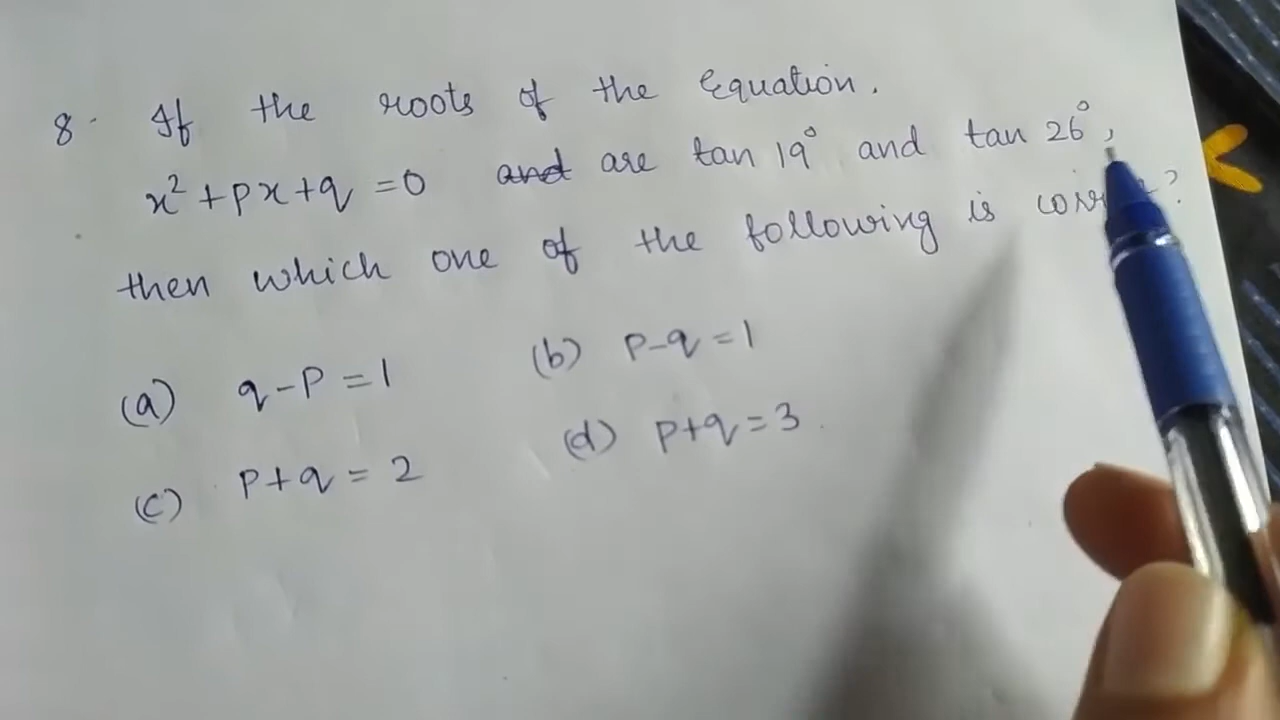 8. If the roots of the Equation.
x² + px + q = 0 and are tan 19° and tan 26°,
then which one of the following is ?
(a) q - p = 1 (b) p - q = 1
(c) p + q = 2 (d) p + q = 3